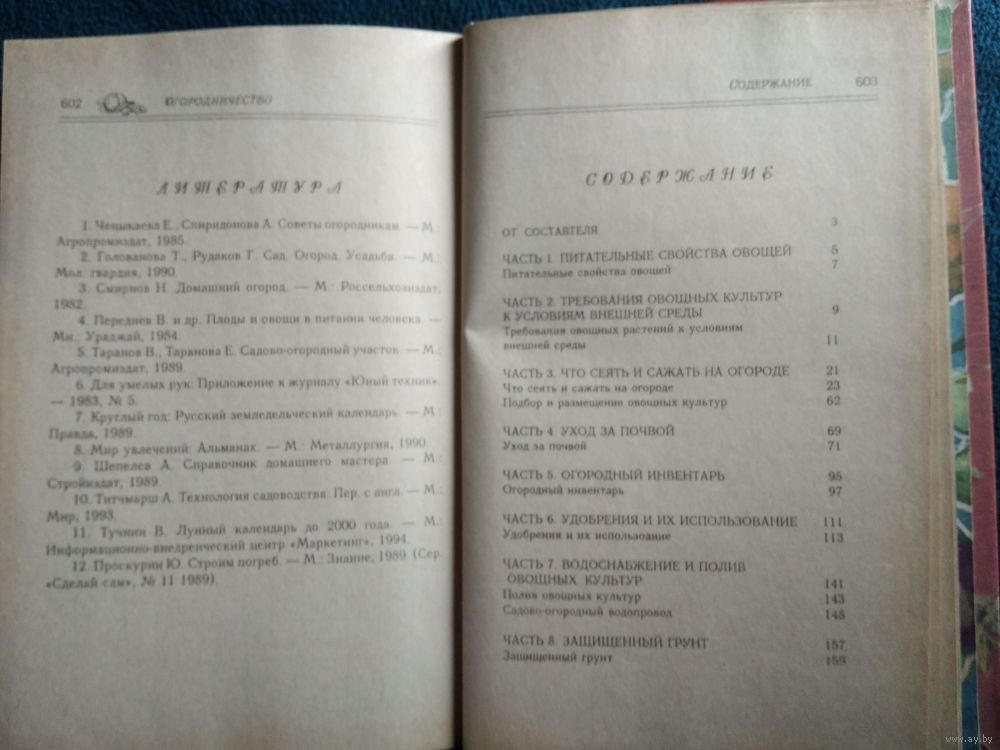 602 ОГОРОДНИЧЕСТВО
ЛИТЕРАТУРА
1. Ченыкаева Е., Спиридонова А. Советы огородникам. — М.:
Агропромиздат, 1985.
2. Голованова Т., Рудаков Г. Сад. Огород. Усадьба. — М.:
Мол. гвардия, 1990.
3. Смирнов Н. Домашний огород. — М.: Россельхозиздат,
1982.
4. Переднев В. и др. Плоды и овощи в питании человека. —
Мн.: Ураджай, 1984.
5. Таранов В., Таранова Е. Садово-огородный участок. — М.:
Агропромиздат, 1989.
6. Для умелых рук: Приложение к журналу «Юный техник».
— 1983, № 5.
7. Круглый год: Русский земледельческий календарь. — М.:
Правда, 1989.
8. Мир увлечений: Альманах. — М.: Металлургия, 1990.
9. Шепелев А. Справочник домашнего мастера. — М.:
Стройиздат, 1989.
10. Титчмарш А. Технология садоводства: Пер. с англ. — М.:
Мир, 1993.
11. Тучнин В. Лунный календарь до 2000 года. — М.:
Информационно-внедренческий центр «Маркетинг», 1994.
12. Проскурин Ю. Строим погреб. — М.: Знание, 1989. (Сер.
«Сделай сам», № 11 1989).
СОДЕРЖАНИЕ 603
СОДЕРЖАНИЕ
ОТ СОСТАВТЕЛЯ 3
ЧАСТЬ 1. ПИТАТЕЛЬНЫЕ СВОЙСТВА ОВОЩЕЙ 5
Питательные свойства овощей 7
ЧАСТЬ 2. ТРЕБОВАНИЯ ОВОЩНЫХ КУЛЬТУР
К УСЛОВИЯМ ВНЕШНЕЙ СРЕДЫ 9
Требования овощных растений к условиям
внешней среды 11
ЧАСТЬ 3. ЧТО СЕЯТЬ И САЖАТЬ НА ОГОРОДЕ 21
Что сеять и сажать на огороде 23
Подбор и размещение овощных культур 62
ЧАСТЬ 4. УХОД ЗА ПОЧВОЙ 69
Уход за почвой 71
ЧАСТЬ 5. ОГОРОДНЫЙ ИНВЕНТАРЬ 95
Огородный инвентарь 97
ЧАСТЬ 6. УДОБРЕНИЯ И ИХ ИСПОЛЬЗОВАНИЕ 111
Удобрения и их использоание 113
ЧАСТЬ 7. ВОДОСНАБЖЕНИЕ И ПОЛИВ
ОВОЩНЫХ КУЛЬТУР 141
Полив овощных культур 143
Садово-огородный водопровод 148
ЧАСТЬ 8. ЗАЩИЩЕННЫЙ ГРУНТ 157
Защищенный грунт 159
www.ay.by